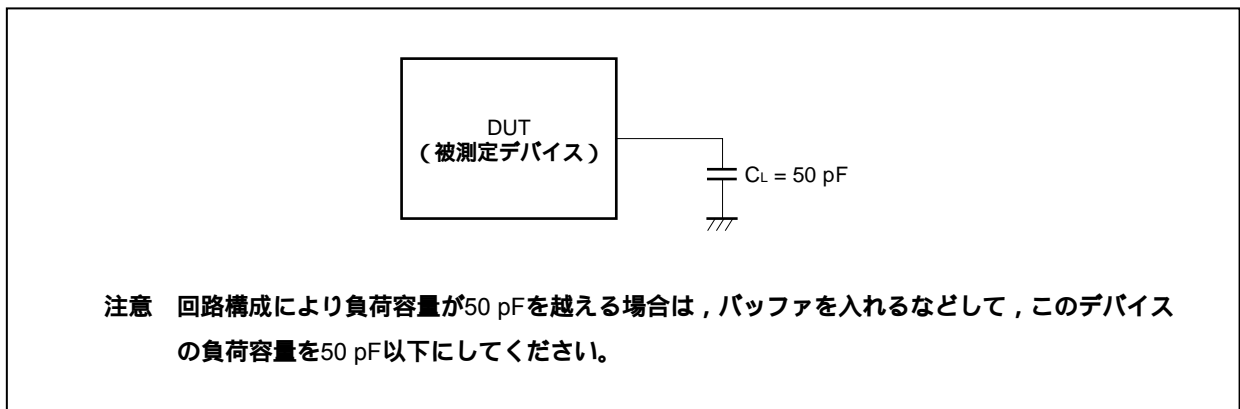 DUT
（被測定デバイス）
CL = 50 pF
注意　回路構成により負荷容量が50 pFを越える場合は，バッファを入れるなどして，このデバイス
の負荷容量を50 pF以下にしてください。